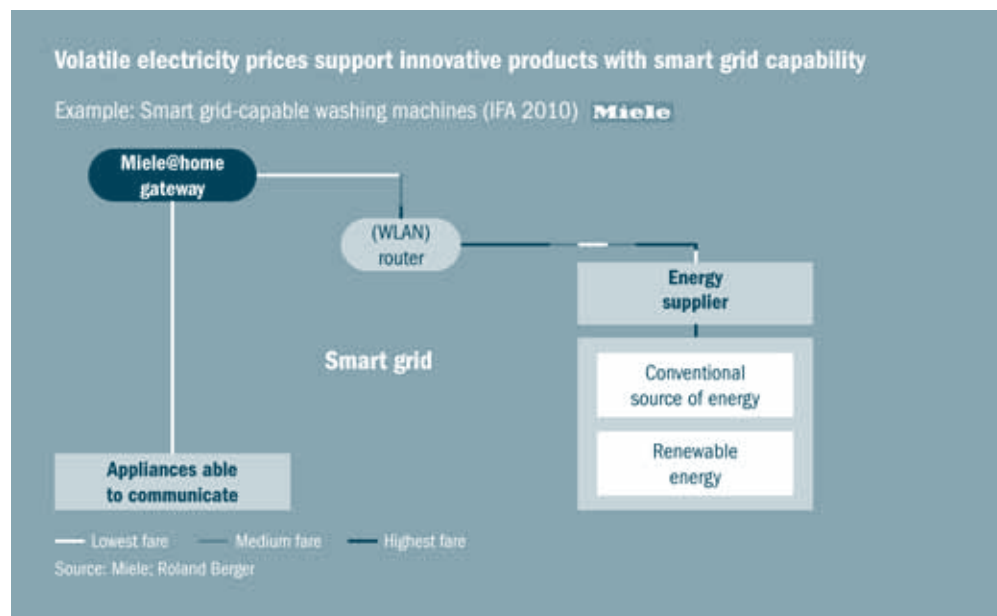 Volatile electricity prices support innovative products with smart grid capability
Example: Smart grid-capable washing machines (IFA 2010) Miele
Miele@home
gateway
(WLAN)
router
Energy
supplier
Smart grid
Conventional
source of energy
Renewable
energy
Appliances able
to communicate
Lowest fare Medium fare Highest fare
Source: Miele; Roland Berger